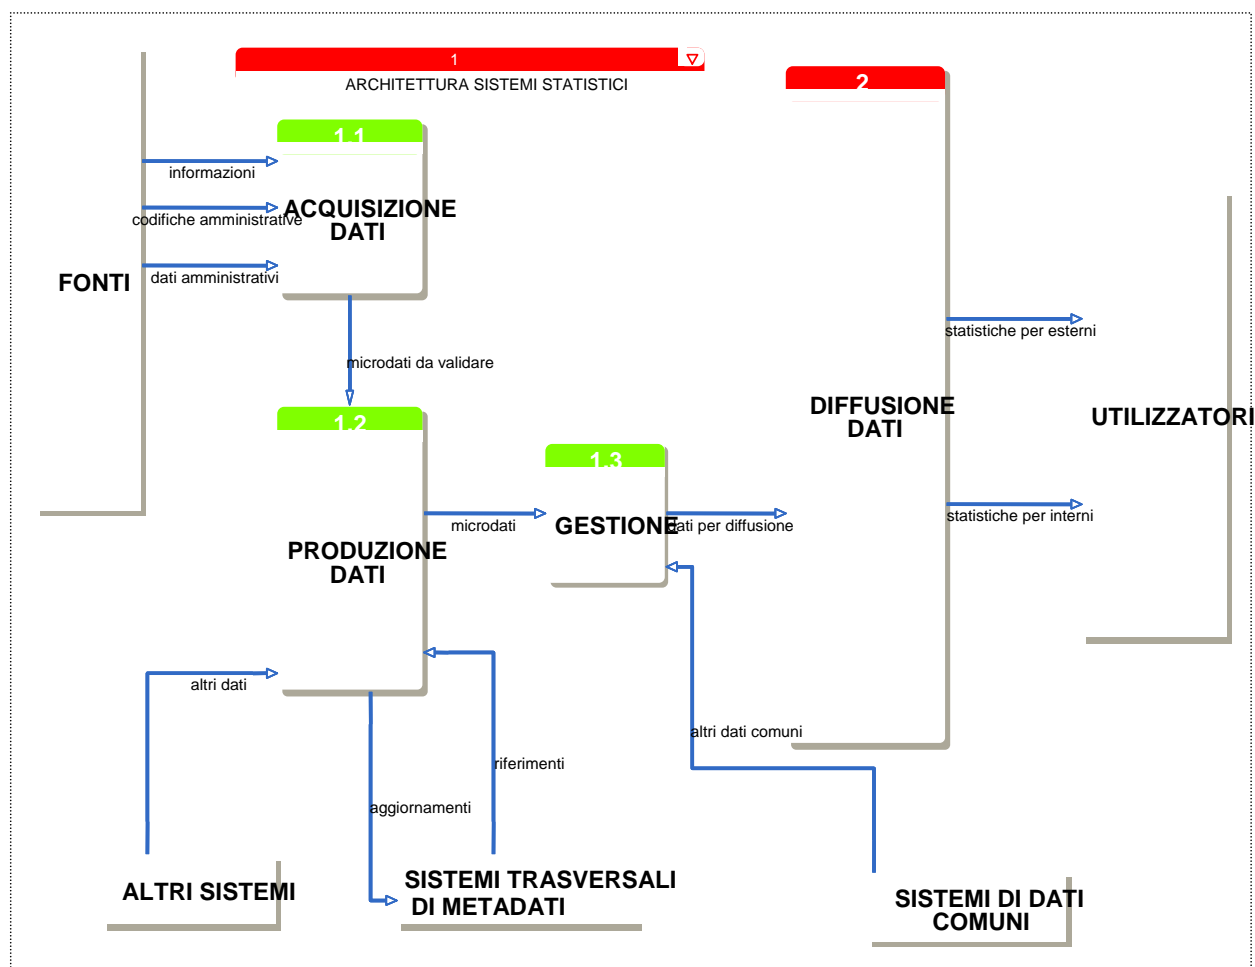 1
ARCHITETTURA SISTEMI STATISTICI
2
1.1
informazioni
codifiche amministrative
ACQUISIZIONE
DATI
dati amministrativi
FONTI
statistiche per esterni
microdati da validare
DIFFUSIONE
DATI
UTILIZZATORI
1.2
1.3
microdati
GESTIONE
dati per diffusione
statistiche per interni
PRODUZIONE
DATI
altri dati
altri dati comuni
riferimenti
aggiornamenti
ALTRI SISTEMI
SISTEMI TRASVERSALI
DI METADATI
SISTEMI DI DATI
COMUNI